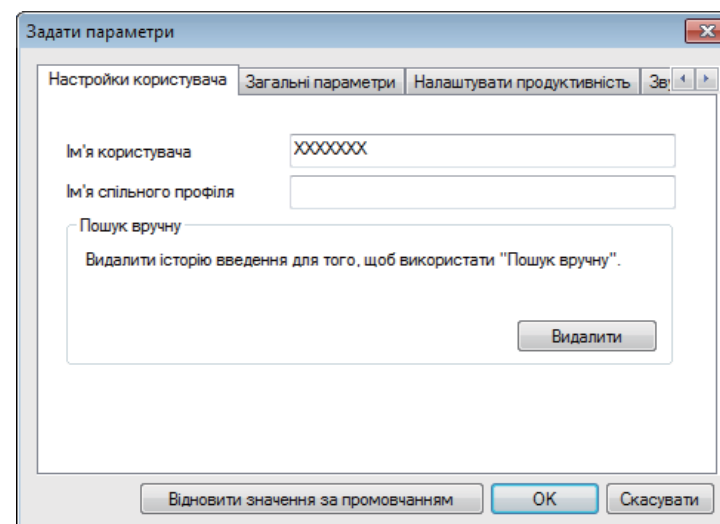 Задати параметри
Настройки користувача Загальні параметри Налаштувати продуктивність Зву
Ім'я користувача XXXXXXX
Ім'я спільного профіля
Пошук вручну
Видалити історію введення для того, щоб використати "Пошук вручну".
Видалити
Відновити значення за промовчанням OK Скасувати